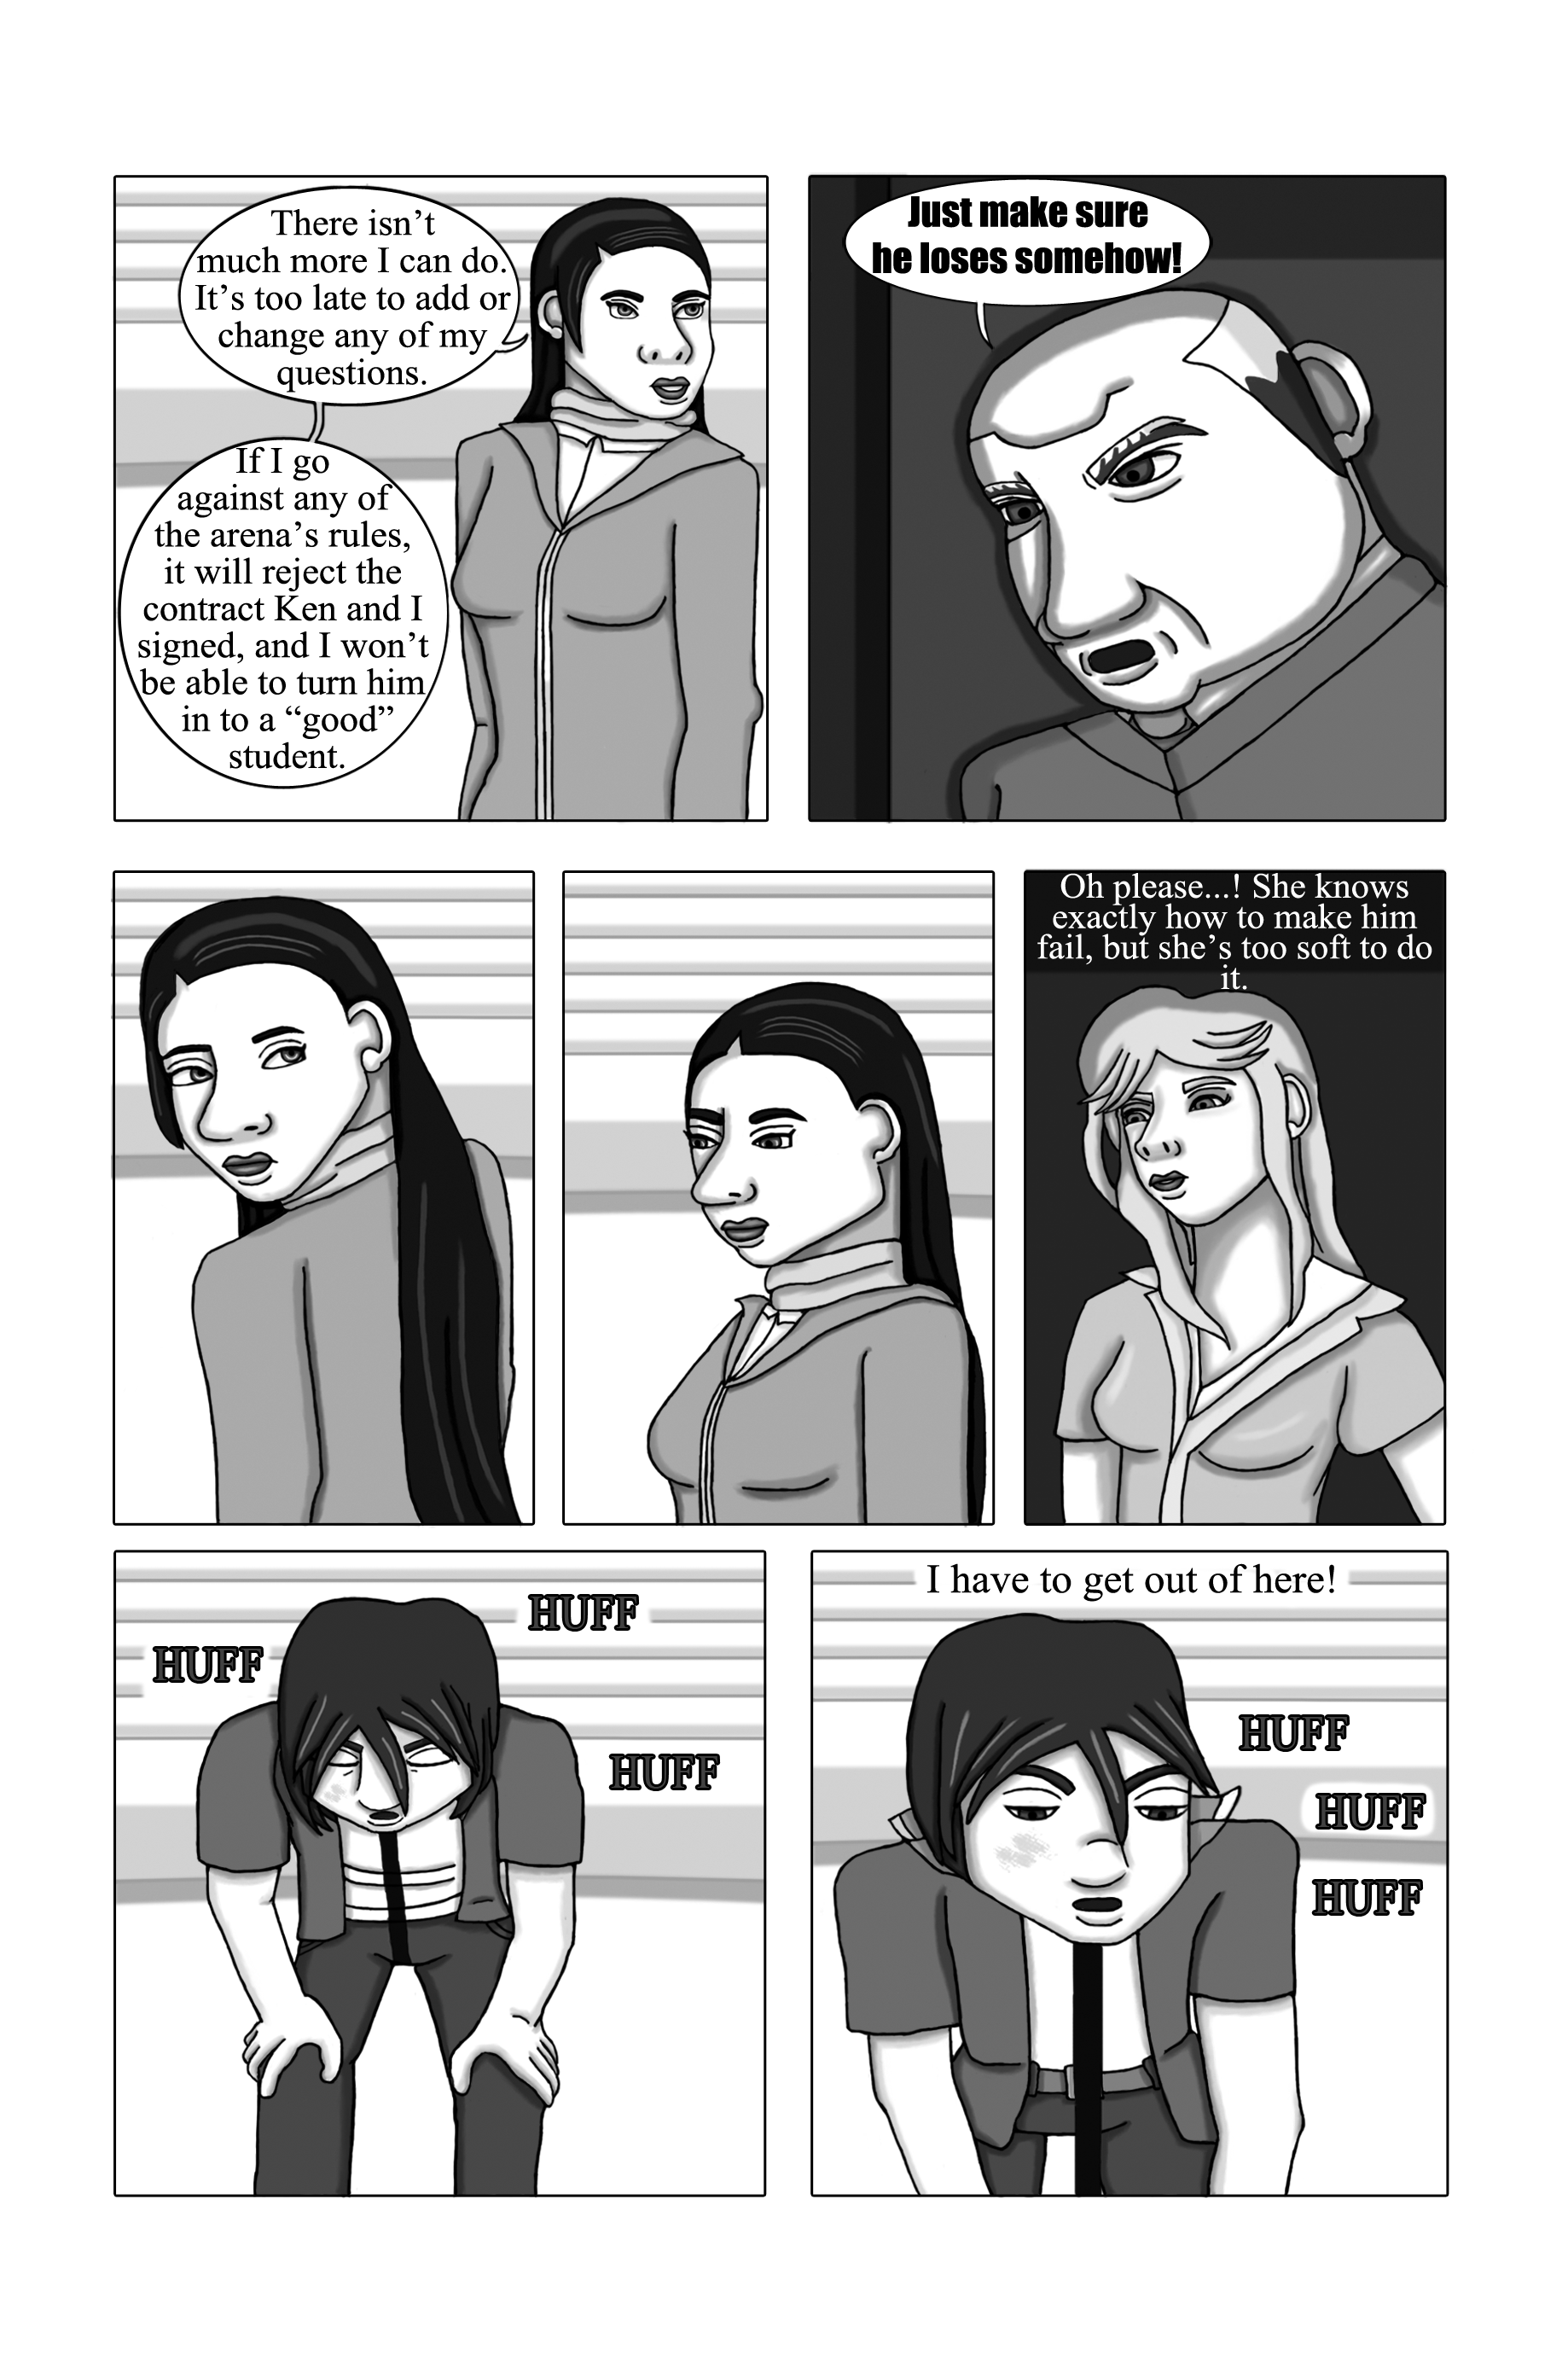 There isn’t
much more I can do.
It’s too late to add or
change any of my
questions.
If I go
against any of
the arena’s rules,
it will reject the
contract Ken and I
signed, and I won’t
be able to turn him
in to a “good”
student.
Just make sure
he loses somehow!
Oh please...! She knows
exactly how to make him
fail, but she’s too soft to do
it.
HUFF
HUFF
HUFF
I have to get out of here!
HUFF
HUFF
HUFF